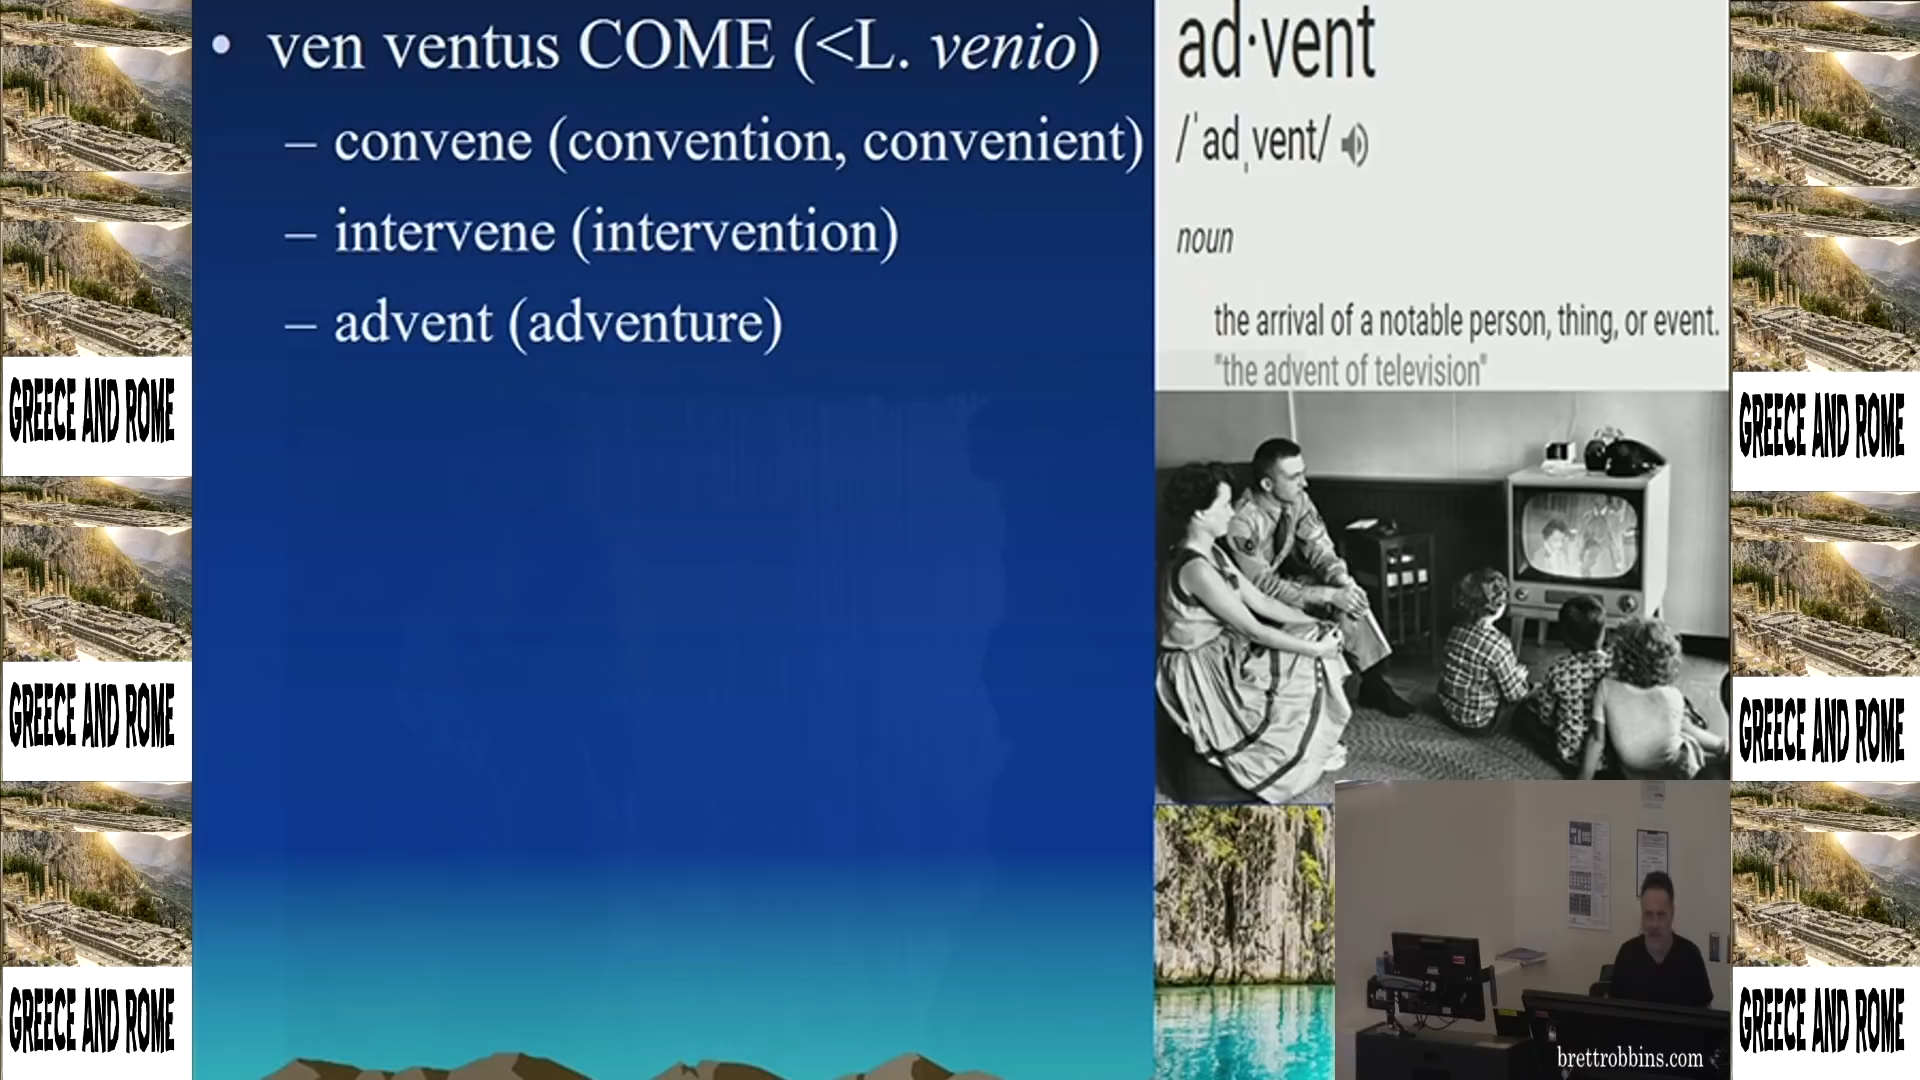 • ven ventus COME (<L. venio)
– convene (convention, convenient)
– intervene (intervention)
– advent (adventure)
ad·vent
/ˈadˌvent/
noun
the arrival of a notable person, thing, or event.
"the advent of television"
GREECE AND ROME
GREECE AND ROME
GREECE AND ROME
GREECE AND ROME
GREECE AND ROME
GREECE AND ROME
brettrobbins.com